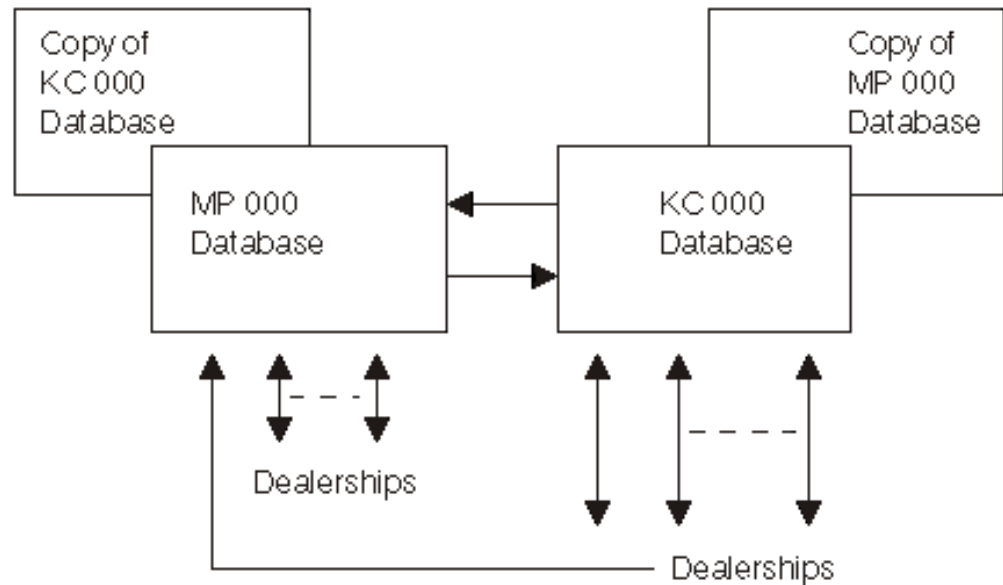 Copy of
KC 000
Database
Copy of
MP 000
Database
MP 000
Database
KC 000
Database
Dealerships
Dealerships